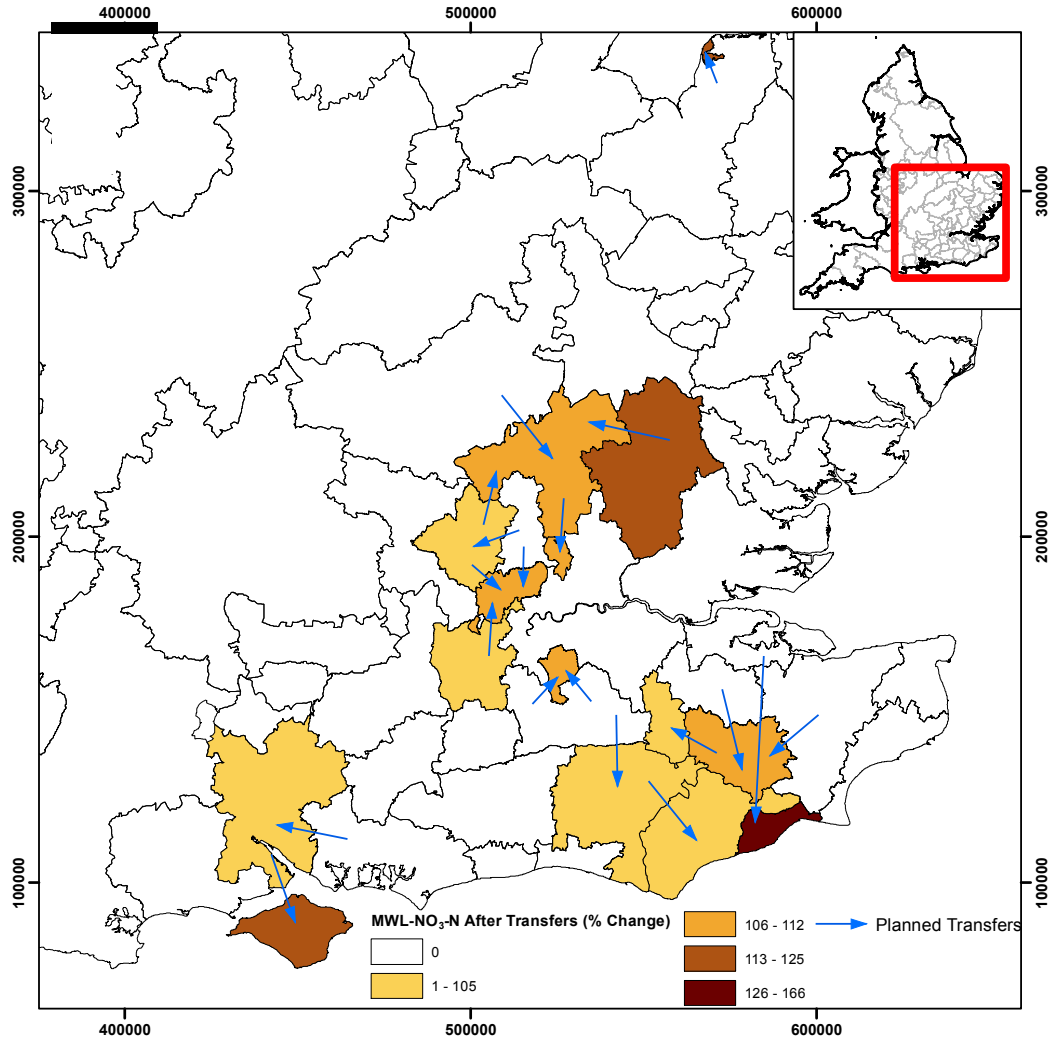 400000 500000 600000
300000 300000
200000 200000
100000 100000
MWL-NO₃-N After Transfers (% Change)
0
1 - 105
106 - 112
113 - 125
126 - 166
Planned Transfers
400000 500000 600000